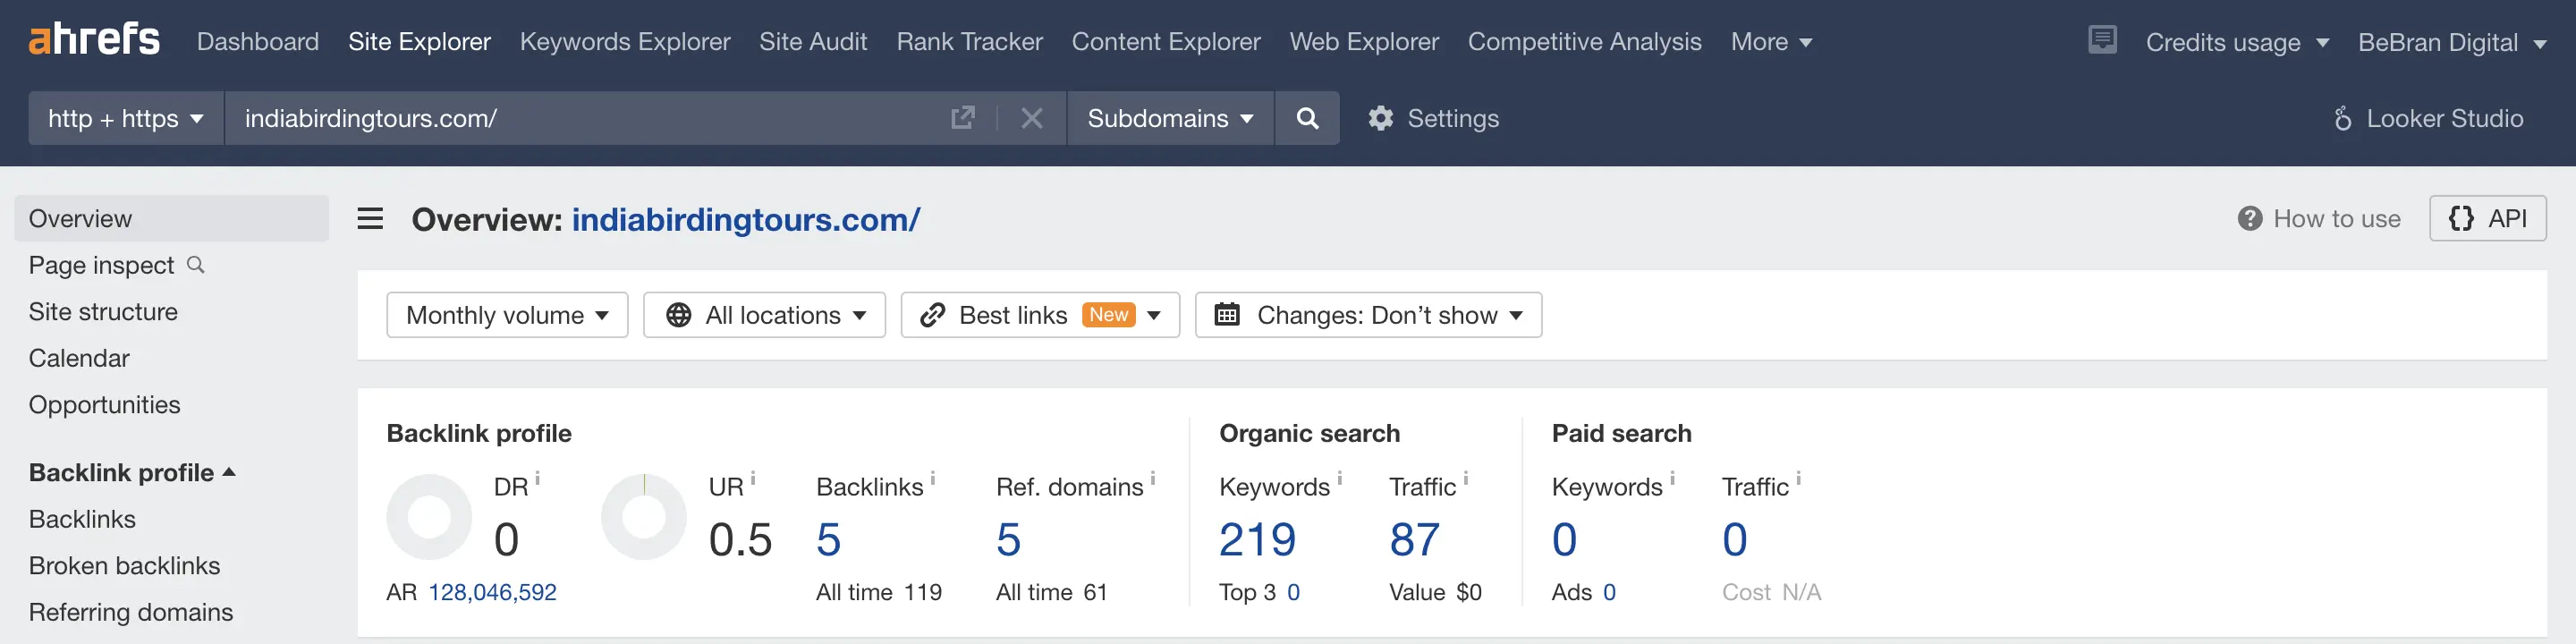 ahrefs Dashboard Site Explorer Keywords Explorer Site Audit Rank Tracker Content Explorer Web Explorer Competitive Analysis More Credits usage BeBran Digital
http + https indiabirdingtours.com/ Subdomains Settings Looker Studio
Overview
Page inspect
Site structure
Calendar
Opportunities
Backlink profile
Backlinks
Broken backlinks
Referring domains
Overview: indiabirdingtours.com/ How to use {} API
Monthly volume All locations Best links New Changes: Don’t show
Backlink profile
DR i UR i Backlinks i Ref. domains i
0 0.5 5 5
AR 128,046,592 All time 119 All time 61
Organic search
Keywords i Traffic i
219 87
Top 3 0 Value $0
Paid search
Keywords i Traffic i
0 0
Ads 0 Cost N/A